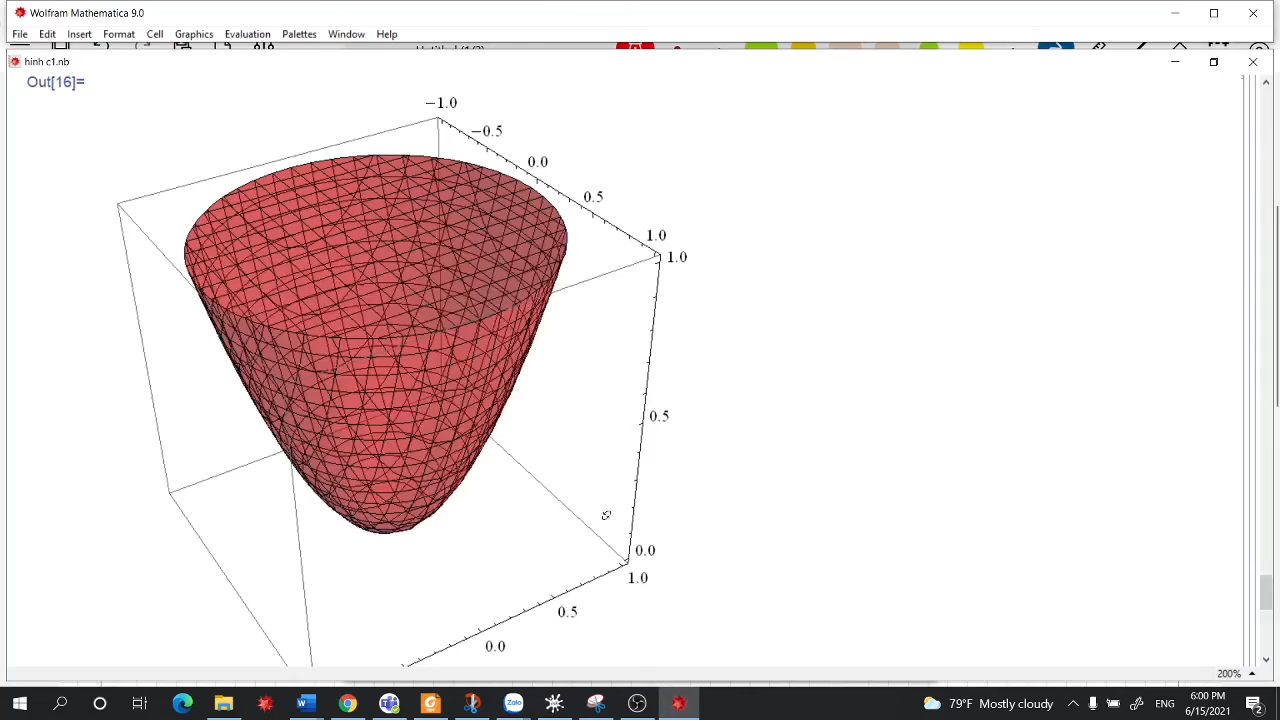 Wolfram Mathematica 9.0
File Edit Insert Format Cell Graphics Evaluation Palettes Window Help
hinh c1.nb
Out[16]=
−1.0
−0.5
0.0
0.5
1.0
1.0
0.5
0.0
1.0
0.5
0.0
200%
79°F Mostly cloudy ENG
6:00 PM
6/15/2021
Zalo